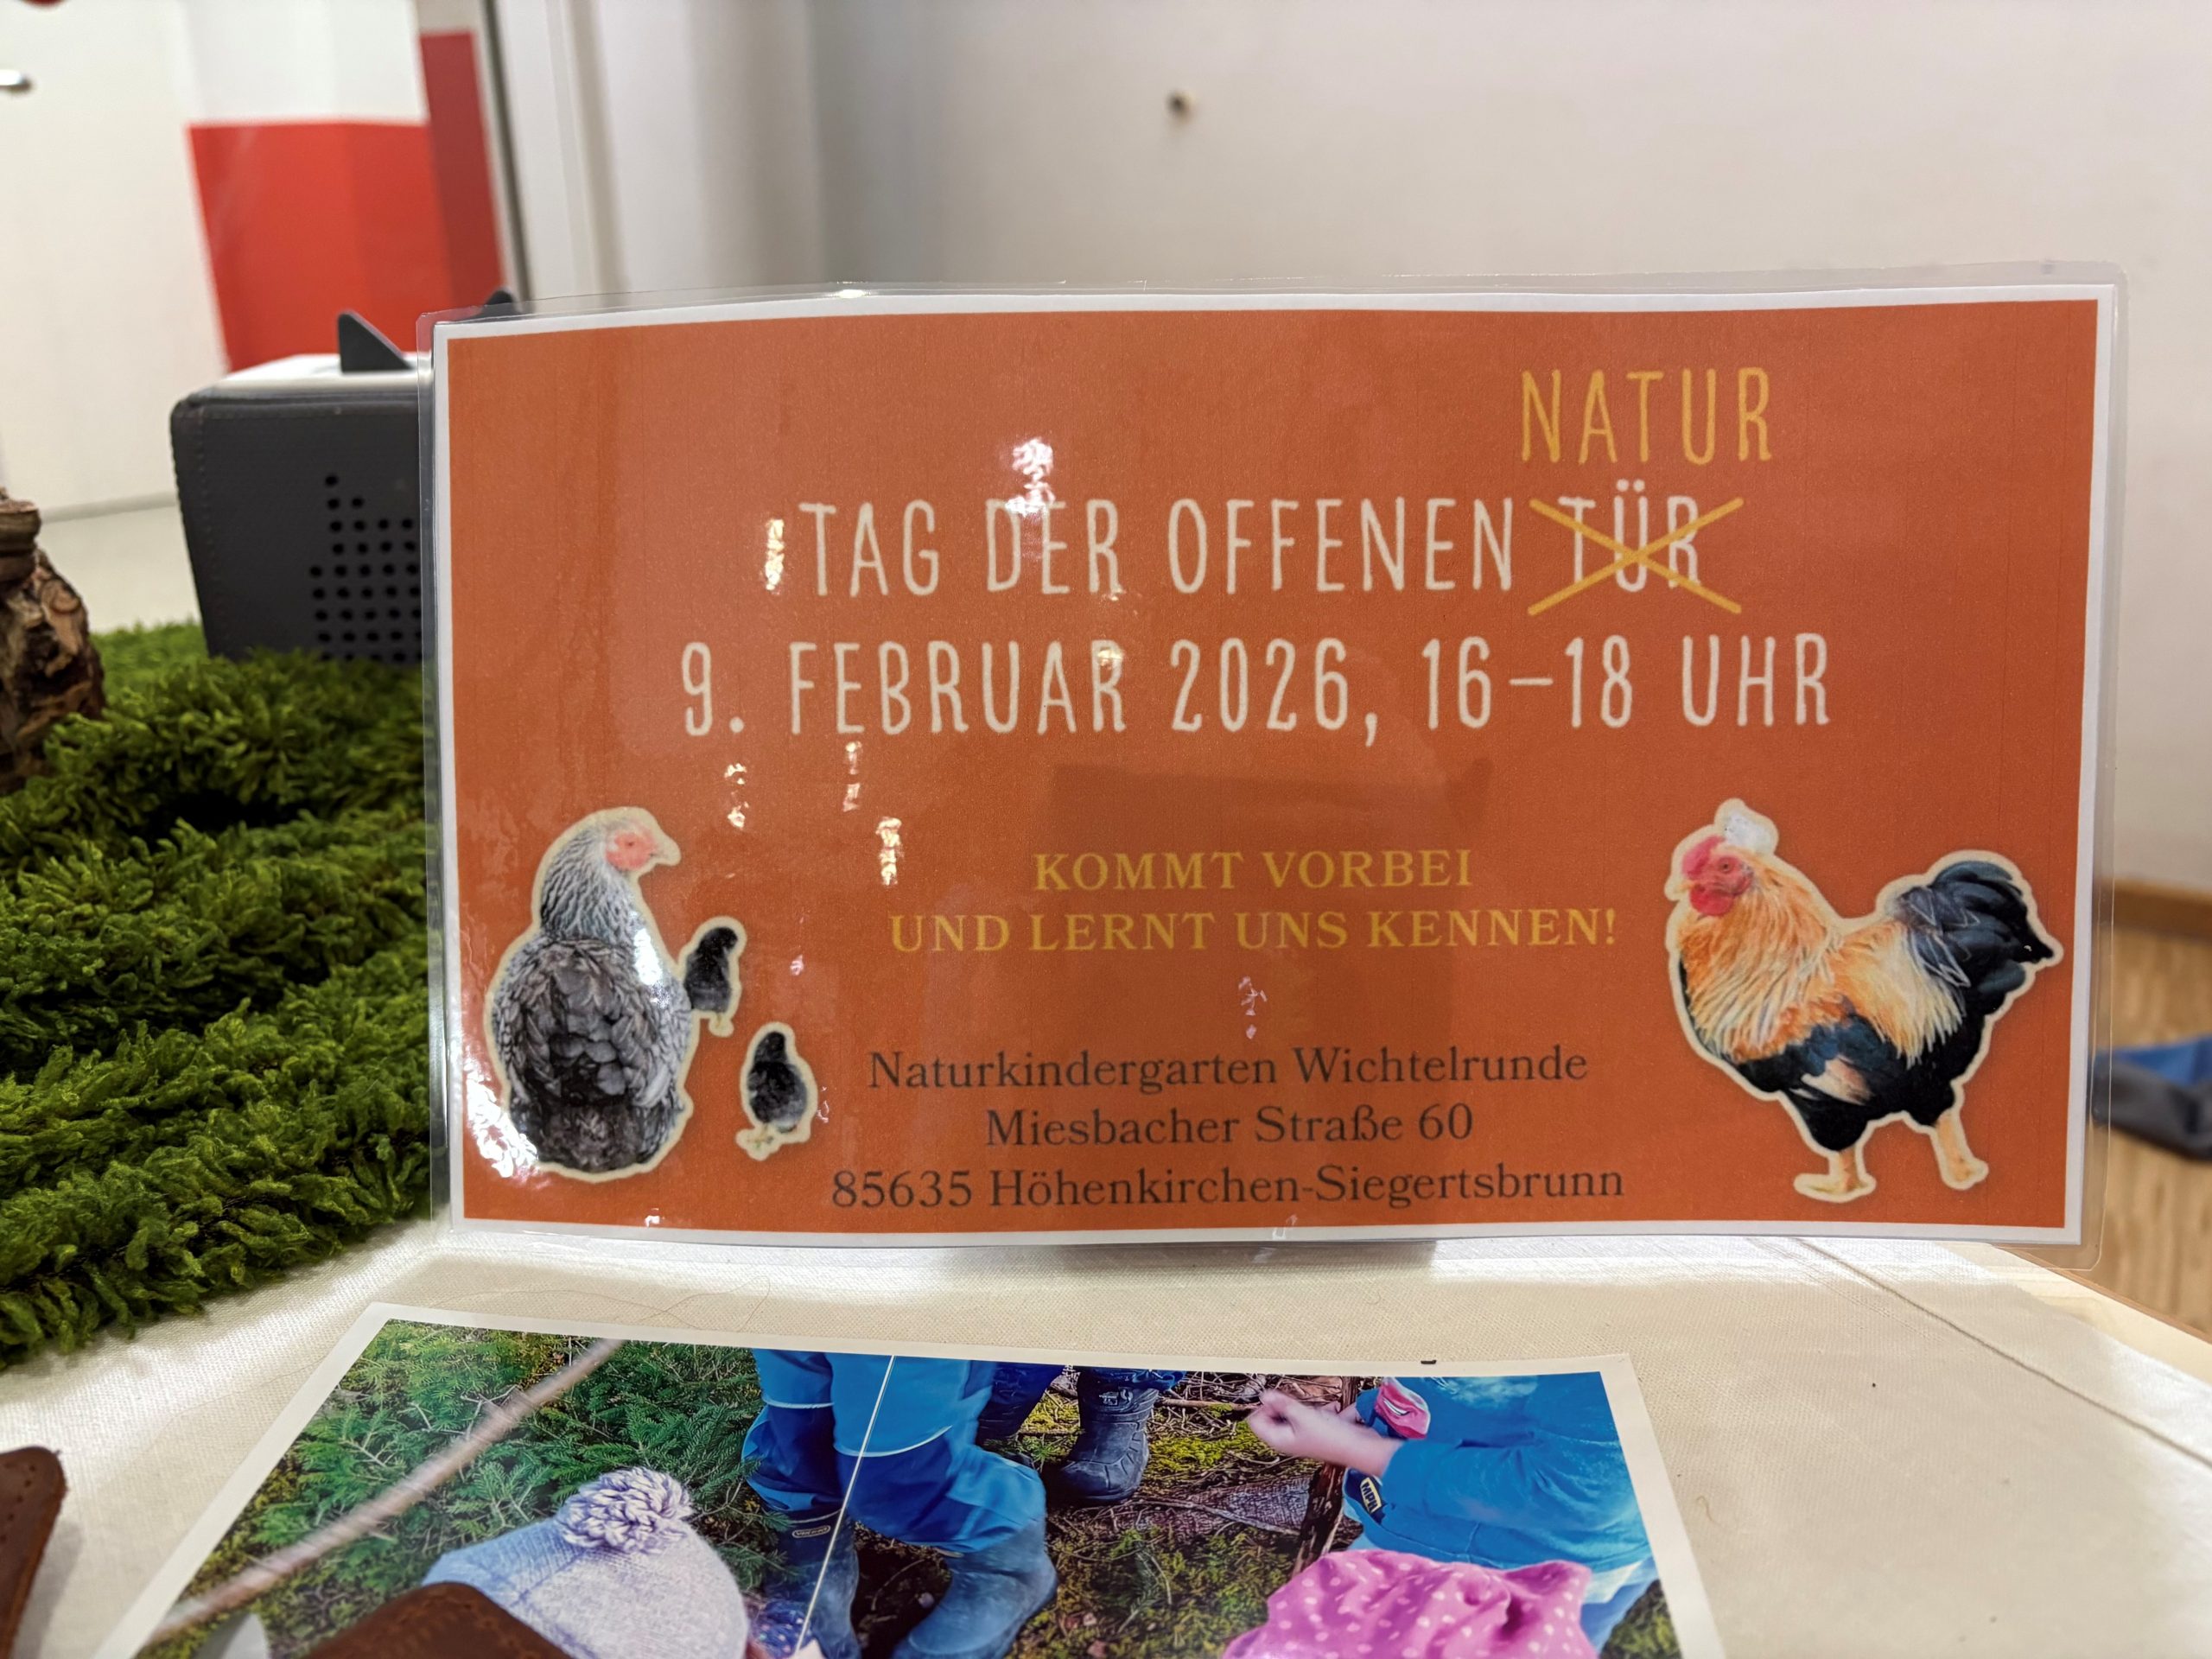 NATUR
TAG DER OFFENEN TÜR
9. FEBRUAR 2026, 16–18 UHR
KOMMT VORBEI
UND LERNT UNS KENNEN!
Naturkindergarten Wichtelrunde
Miesbacher Straße 60
85635 Höhenkirchen-Siegertsbrunn